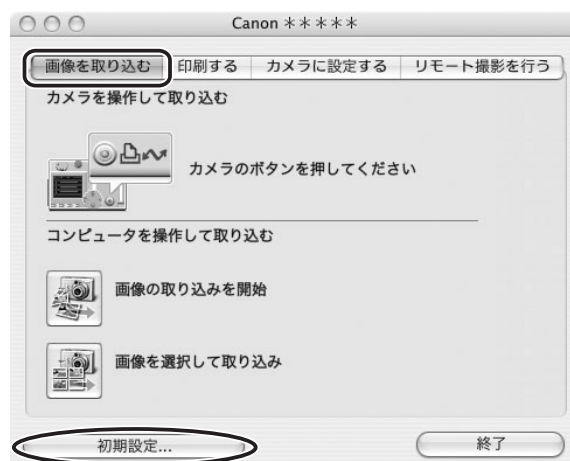 Canon ＊＊＊＊＊
画像を取り込む 印刷する カメラに設定する リモート撮影を行う
カメラを操作して取り込む
カメラのボタンを押してください
コンピュータを操作して取り込む
画像の取り込みを開始
画像を選択して取り込み
初期設定... 終了